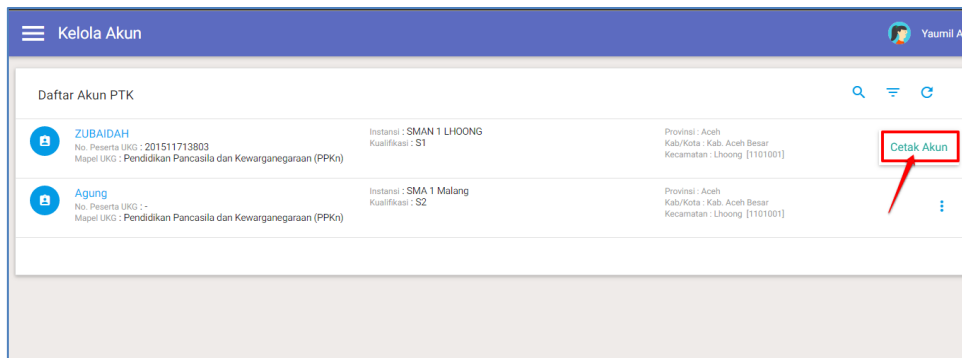 Kelola Akun
Yaumil A
Daftar Akun PTK
ZUBAIDAH
No. Peserta UKG : 201511713803
Mapel UKG : Pendidikan Pancasila dan Kewarganegaraan (PPKn)
Instansi : SMAN 1 LHOONG
Kualifikasi : S1
Provinsi : Aceh
Kab/Kota : Kab. Aceh Besar
Kecamatan : Lhoong [1101001]
Cetak Akun
Agung
No. Peserta UKG : -
Mapel UKG : Pendidikan Pancasila dan Kewarganegaraan (PPKn)
Instansi : SMA 1 Malang
Kualifikasi : S2
Provinsi : Aceh
Kab/Kota : Kab. Aceh Besar
Kecamatan : Lhoong [1101001]